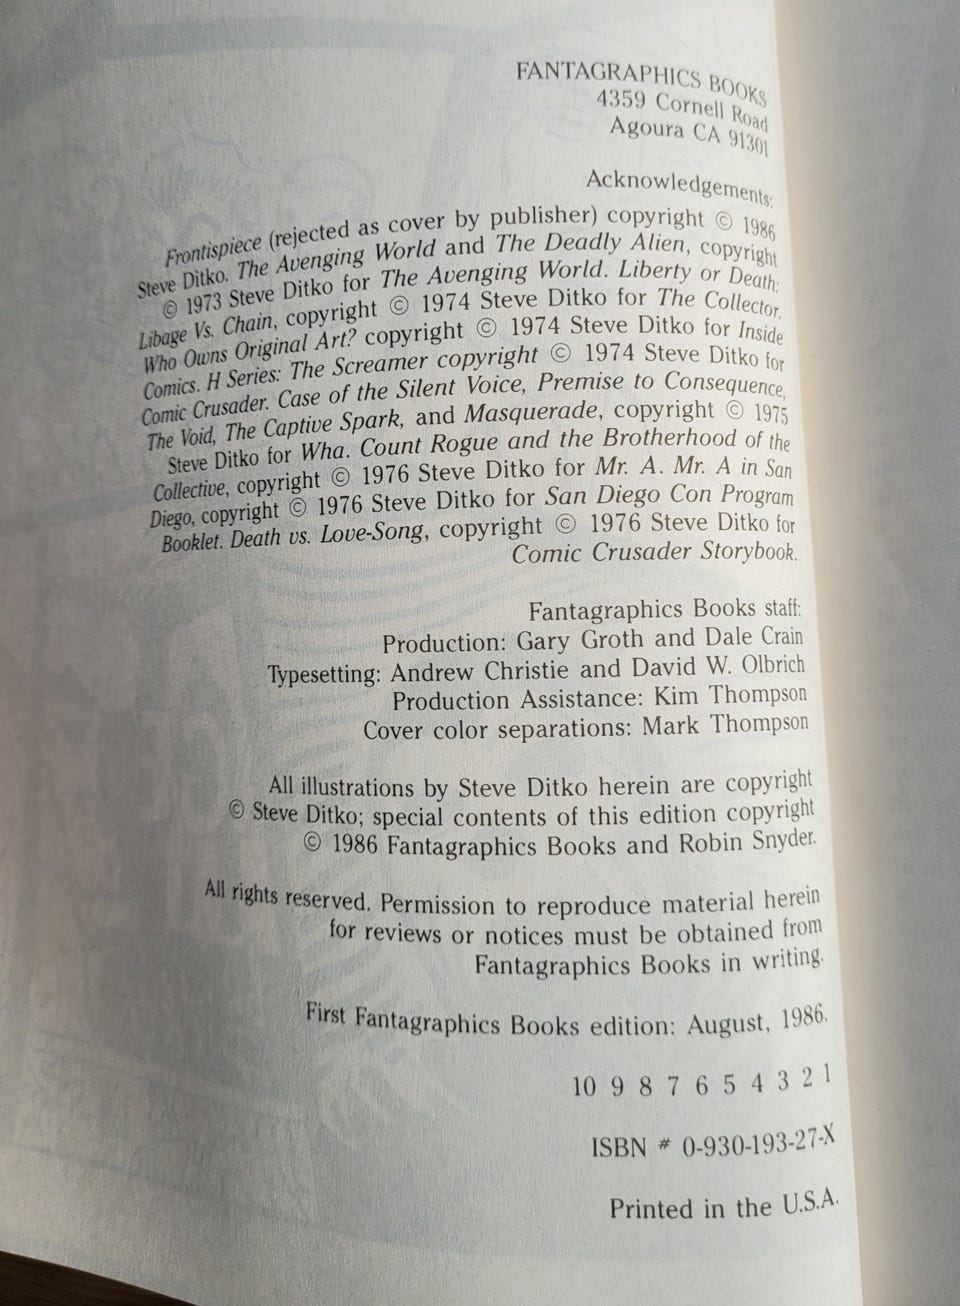 FANTAGRAPHICS BOOKS
4359 Cornell Road
Agoura CA 91301
Acknowledgements:
Frontispiece (rejected as cover by publisher) copyright © 1986
Steve Ditko. The Avenging World and The Deadly Alien, copyright
© 1973 Steve Ditko for The Avenging World. Liberty or Death:
Libage Vs. Chain, copyright © 1974 Steve Ditko for The Collector.
Who Owns Original Art? copyright © 1974 Steve Ditko for Inside
Comics. H Series: The Screamer copyright © 1974 Steve Ditko for
Comic Crusader. Case of the Silent Voice, Premise to Consequence,
The Void, The Captive Spark, and Masquerade, copyright © 1975
Steve Ditko for Wha. Count Rogue and the Brotherhood of the
Collective, copyright © 1976 Steve Ditko for Mr. A. Mr. A in San
Diego, copyright © 1976 Steve Ditko for San Diego Con Program
Booklet. Death vs. Love-Song, copyright © 1976 Steve Ditko for
Comic Crusader Storybook.
Fantagraphics Books staff:
Production: Gary Groth and Dale Crain
Typesetting: Andrew Christie and David W. Olbrich
Production Assistance: Kim Thompson
Cover color separations: Mark Thompson
All illustrations by Steve Ditko herein are copyright
© Steve Ditko; special contents of this edition copyright
© 1986 Fantagraphics Books and Robin Snyder.
All rights reserved. Permission to reproduce material herein
for reviews or notices must be obtained from
Fantagraphics Books in writing.
First Fantagraphics Books edition: August, 1986.
10 9 8 7 6 5 4 3 2 1
ISBN # 0-930-193-27-X
Printed in the U.S.A.